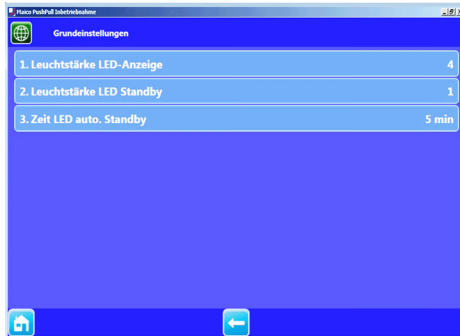 Maico PushPull Inbetriebnahme
Grundeinstellungen
1. Leuchtstärke LED-Anzeige 4
2. Leuchtstärke LED Standby 1
3. Zeit LED auto. Standby 5 min